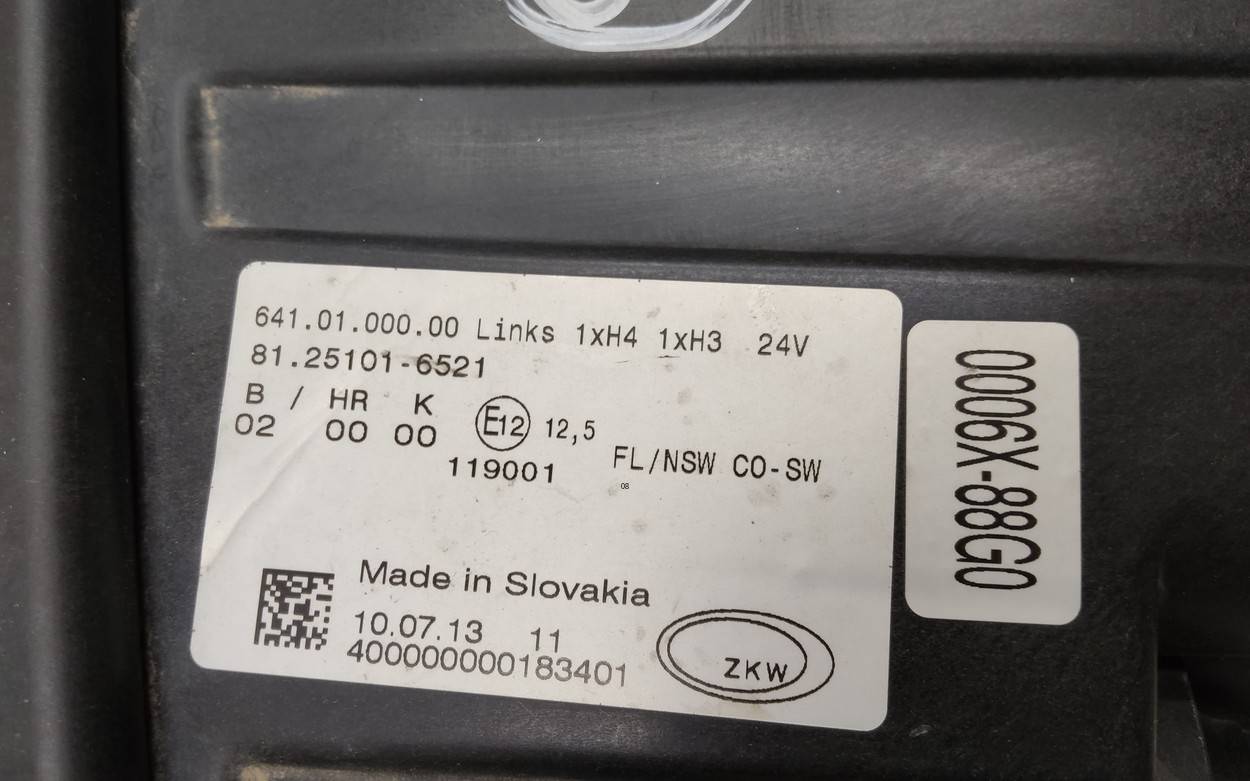 641.01.000.00 Links 1xH4 1xH3 24V
81.25101-6521
B / HR K
02 00 00
E12 12,5
119001
FL/NSW CO-SW
08
Made in Slovakia
10.07.13 11
400000000183401
ZKW
0006X-88G0